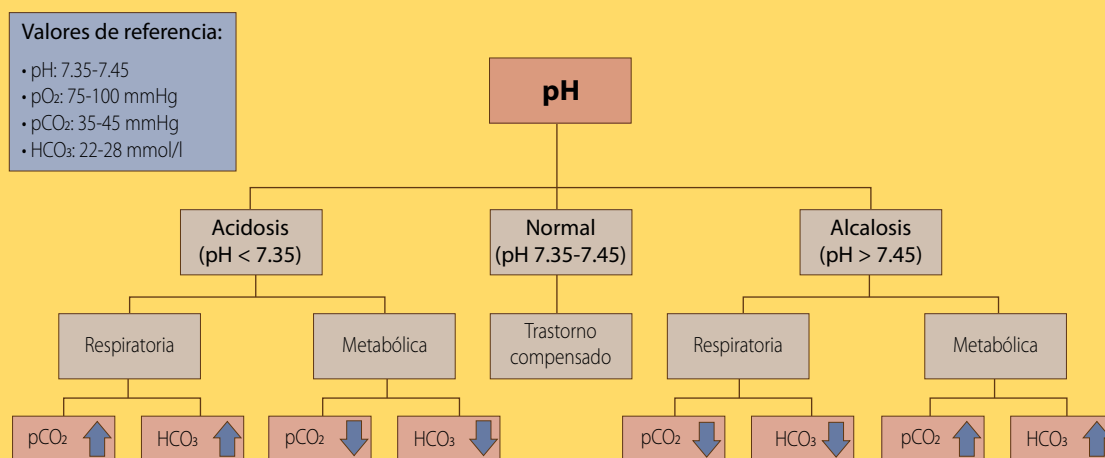 Valores de referencia:
• pH: 7.35-7.45
• pO₂: 75-100 mmHg
• pCO₂: 35-45 mmHg
• HCO₃: 22-28 mmol/l
pH
Acidosis
(pH < 7.35)
Normal
(pH 7.35-7.45)
Alcalosis
(pH > 7.45)
Respiratoria
Metabólica
Trastorno
compensado
Respiratoria
Metabólica
pCO₂
HCO₃
pCO₂
HCO₃
pCO₂
HCO₃
pCO₂
HCO₃